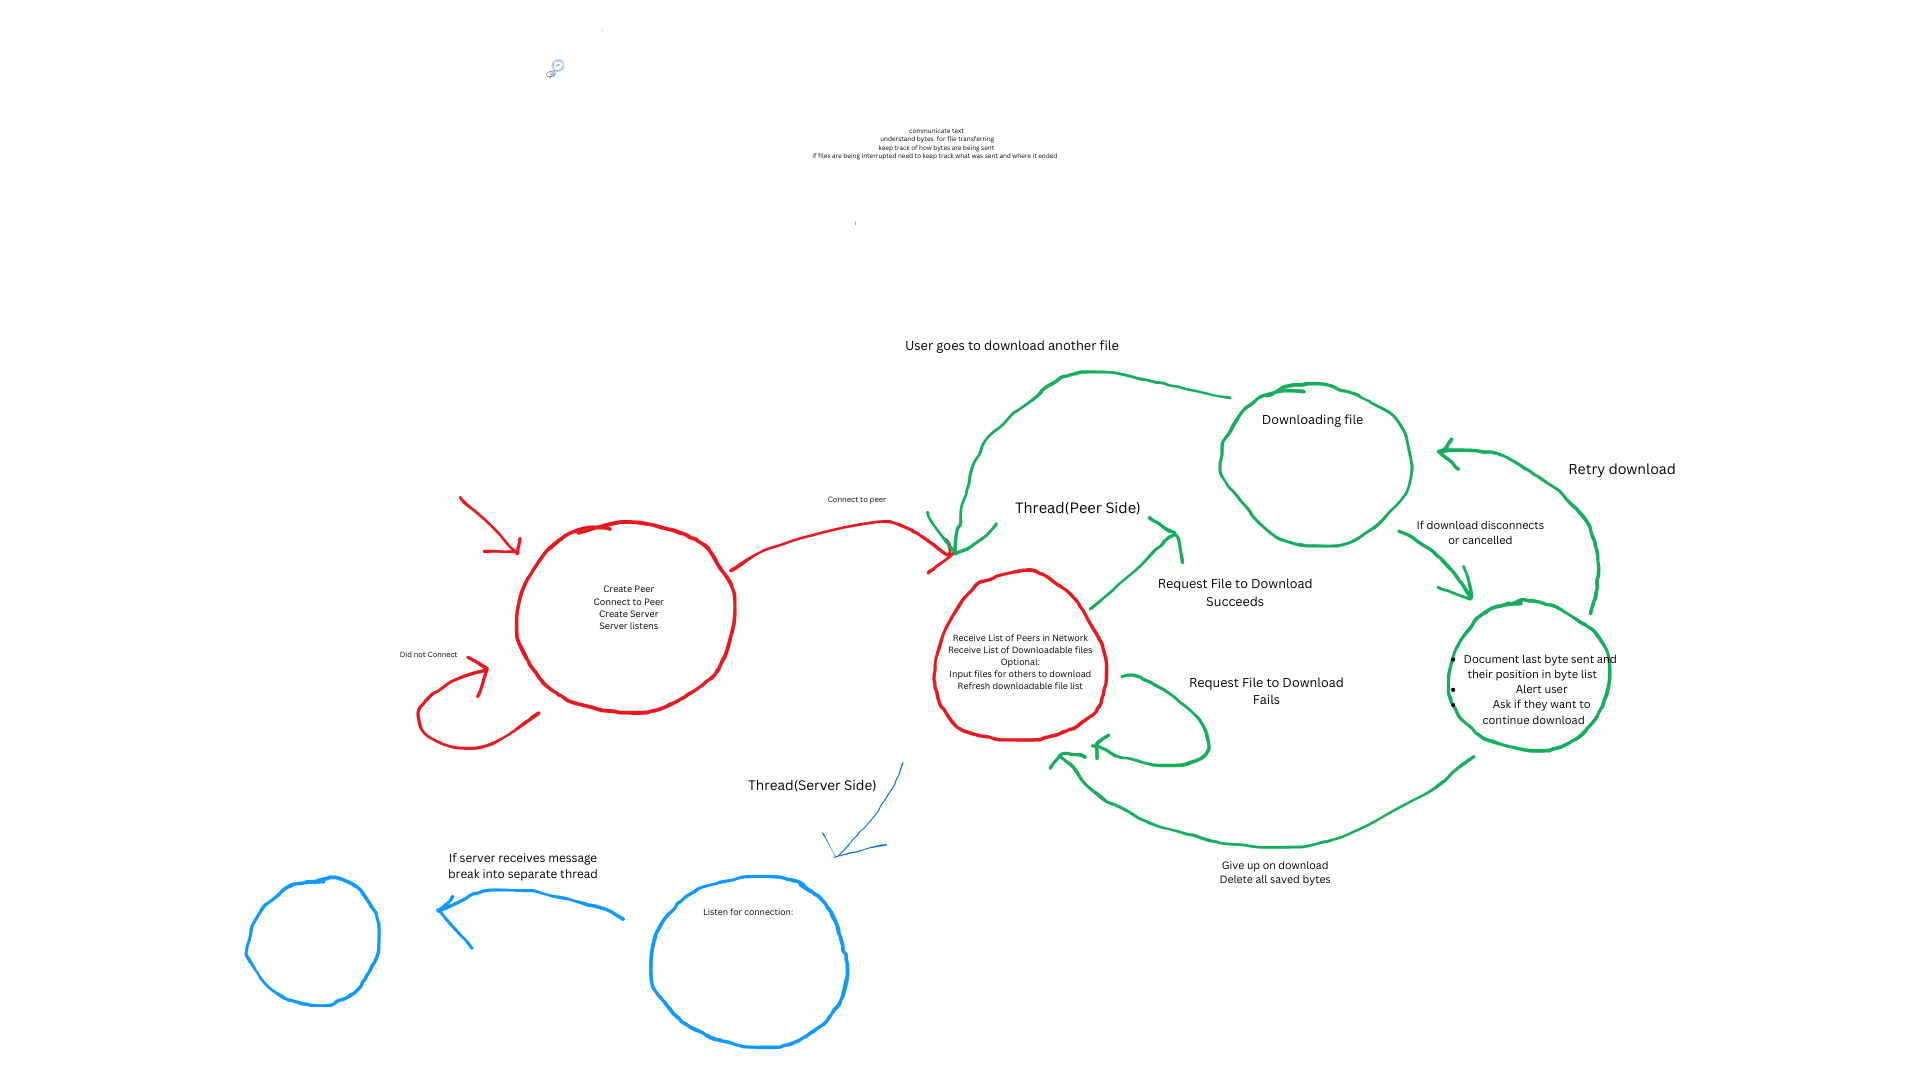 communicate text
understand bytes for file transferring
keep track of how bytes are being sent
if files are being interrupted need to keep track what was sent and where it ended
User goes to download another file
Downloading file
Retry download
Connect to peer
Thread(Peer Side)
If download disconnects
or cancelled
Request File to Download
Succeeds
Create Peer
Connect to Peer
Create Server
Server listens
Did not Connect
Receive List of Peers in Network
Receive List of Downloadable files
Optional:
Input files for others to download
Refresh downloadable file list
Request File to Download
Fails
• Document last byte sent and
their position in byte list
• Alert user
• Ask if they want to
continue download
Thread(Server Side)
If server receives message
break into separate thread
Give up on download
Delete all saved bytes
Listen for connection: